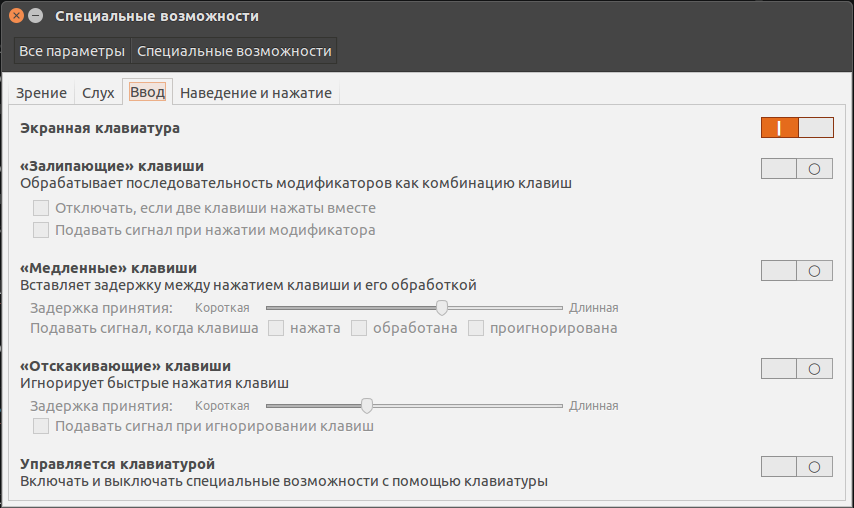 Специальные возможности
Все параметры Специальные возможности
Зрение Слух Ввод Наведение и нажатие
Экранная клавиатура
«Залипающие» клавиши
Обрабатывает последовательность модификаторов как комбинацию клавиш
Отключать, если две клавиши нажаты вместе
Подавать сигнал при нажатии модификатора
«Медленные» клавиши
Вставляет задержку между нажатием клавиши и его обработкой
Задержка принятия: Короткая Длинная
Подавать сигнал, когда клавиша нажата обработана проигнорирована
«Отскакивающие» клавиши
Игнорирует быстрые нажатия клавиш
Задержка принятия: Короткая Длинная
Подавать сигнал при игнорировании клавиш
Управляется клавиатурой
Включать и выключать специальные возможности с помощью клавиатуры